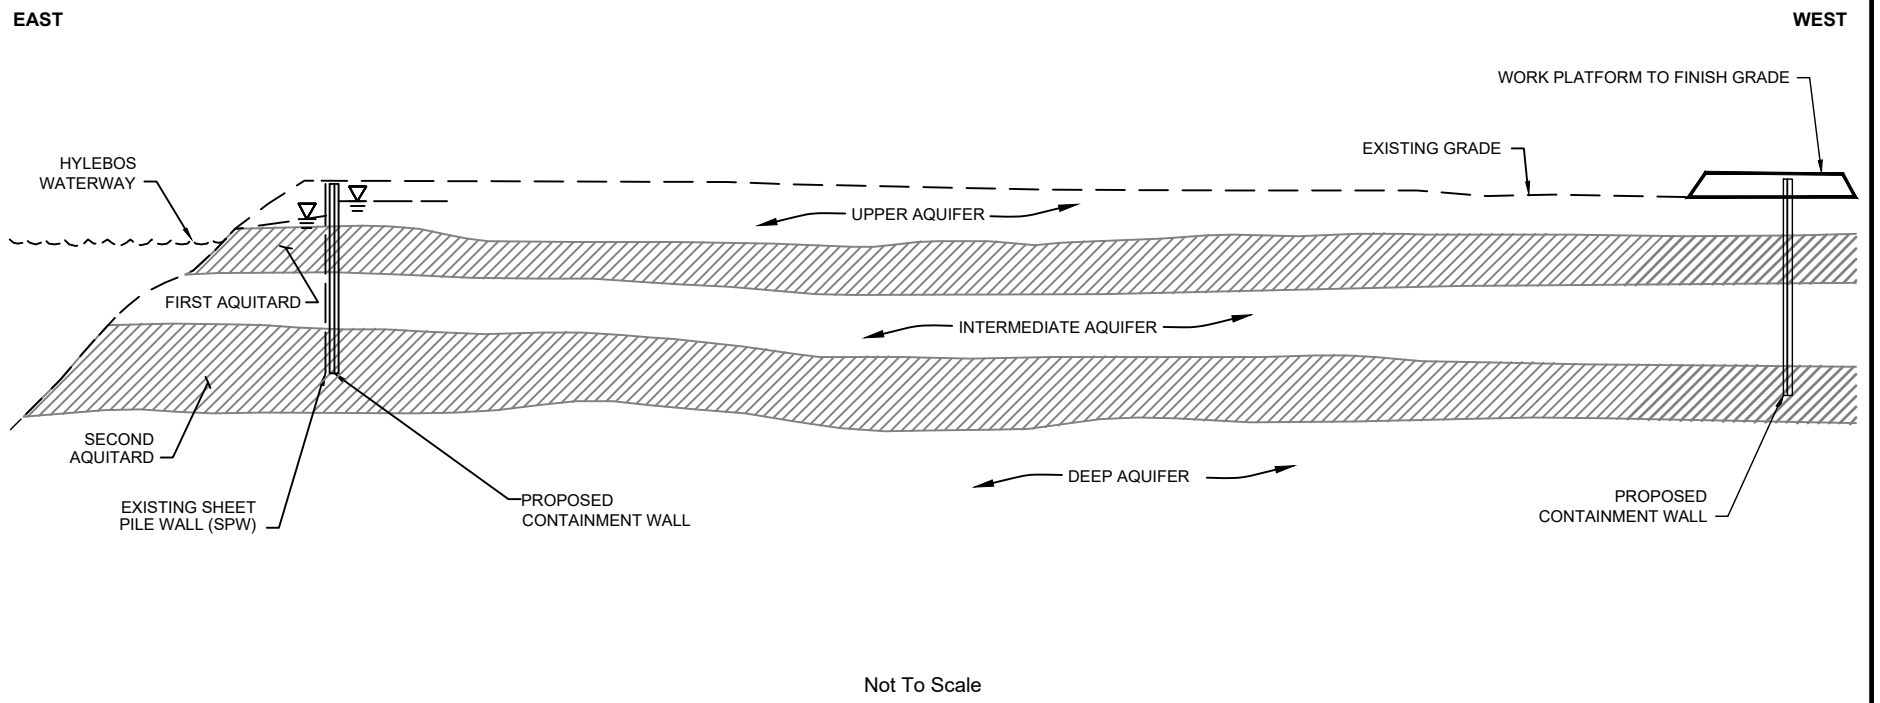 EAST
WEST
WORK PLATFORM TO FINISH GRADE
EXISTING GRADE
HYLEBOS
WATERWAY
UPPER AQUIFER
FIRST AQUITARD
INTERMEDIATE AQUIFER
SECOND
AQUITARD
DEEP AQUIFER
EXISTING SHEET
PILE WALL (SPW)
PROPOSED
CONTAINMENT WALL
PROPOSED
CONTAINMENT WALL
Not To Scale